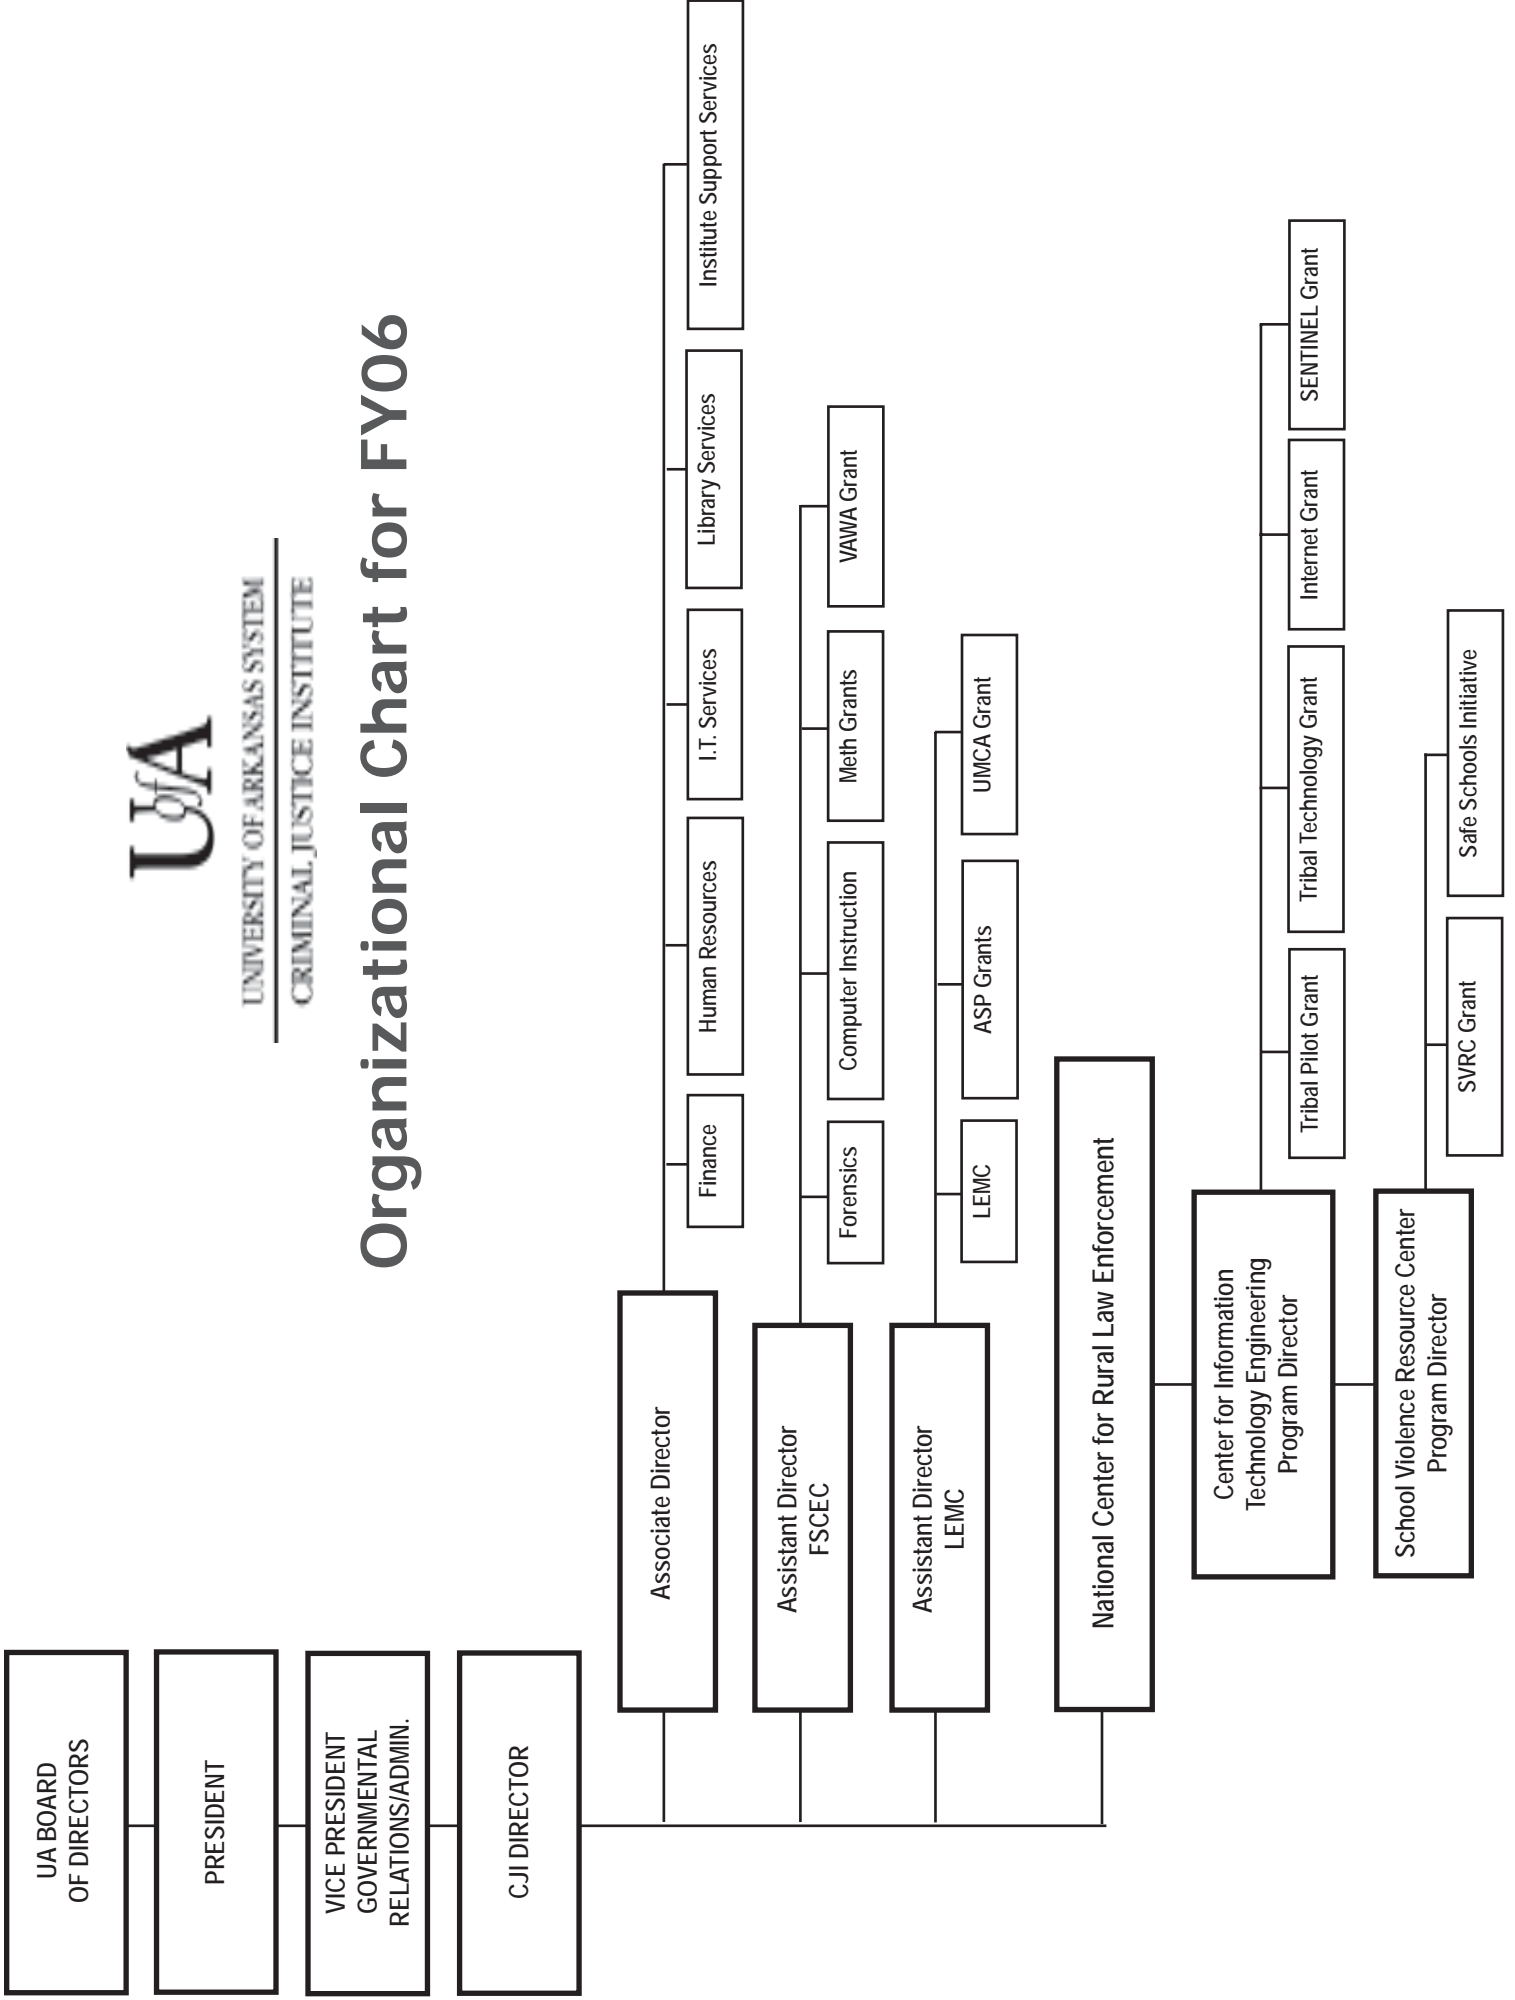 UofA
UNIVERSITY OF ARKANSAS SYSTEM
CRIMINAL JUSTICE INSTITUTE
Organizational Chart for FY06
UA BOARD
OF DIRECTORS
PRESIDENT
VICE PRESIDENT
GOVERNMENTAL
RELATIONS/ADMIN.
CJI DIRECTOR
Associate Director
Finance
Human Resources
I.T. Services
Library Services
Institute Support Services
Assistant Director
FSCEC
Forensics
Computer Instruction
Meth Grants
VAWA Grant
Assistant Director
LEMC
LEMC
ASP Grants
UMCA Grant
National Center for Rural Law Enforcement
Center for Information
Technology Engineering
Program Director
Tribal Pilot Grant
Tribal Technology Grant
Internet Grant
SENTINEL Grant
School Violence Resource Center
Program Director
SVRC Grant
Safe Schools Initiative